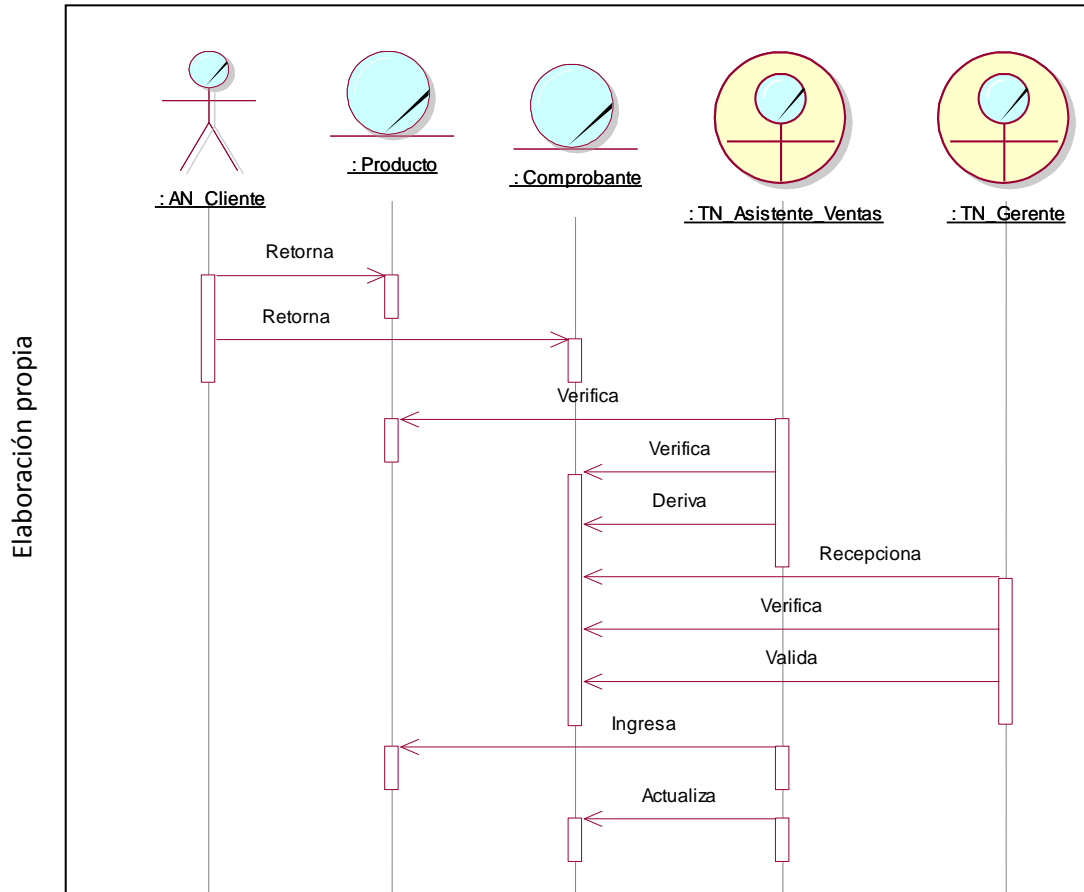 Elaboración propia
: AN_Cliente
: Producto
: Comprobante
: TN_Asistente_Ventas
: TN_Gerente
Retorna
Retorna
Verifica
Verifica
Deriva
Recepciona
Verifica
Valida
Ingresa
Actualiza